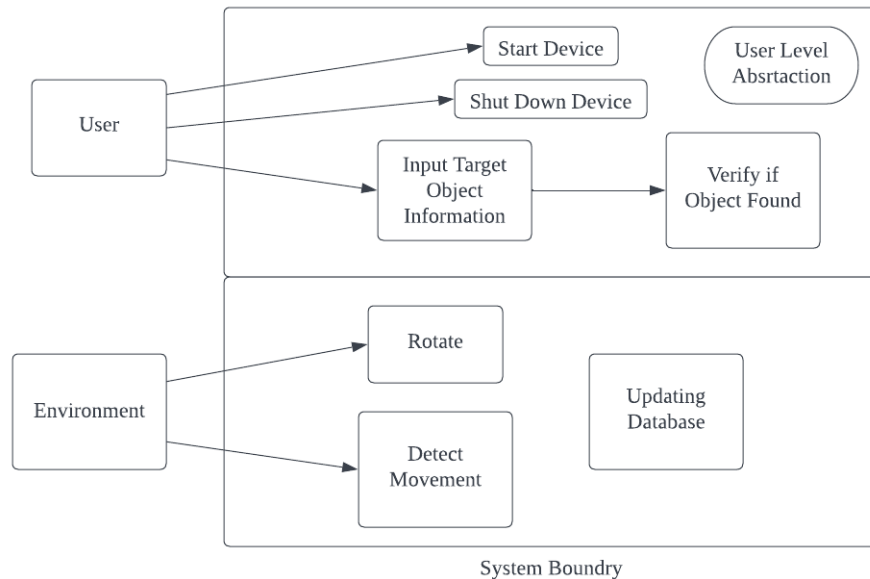 Start Device
User Level
Absrtaction
User
Shut Down Device
Input Target
Object
Information
Verify if
Object Found
Rotate
Environment
Updating
Database
Detect
Movement
System Boundry